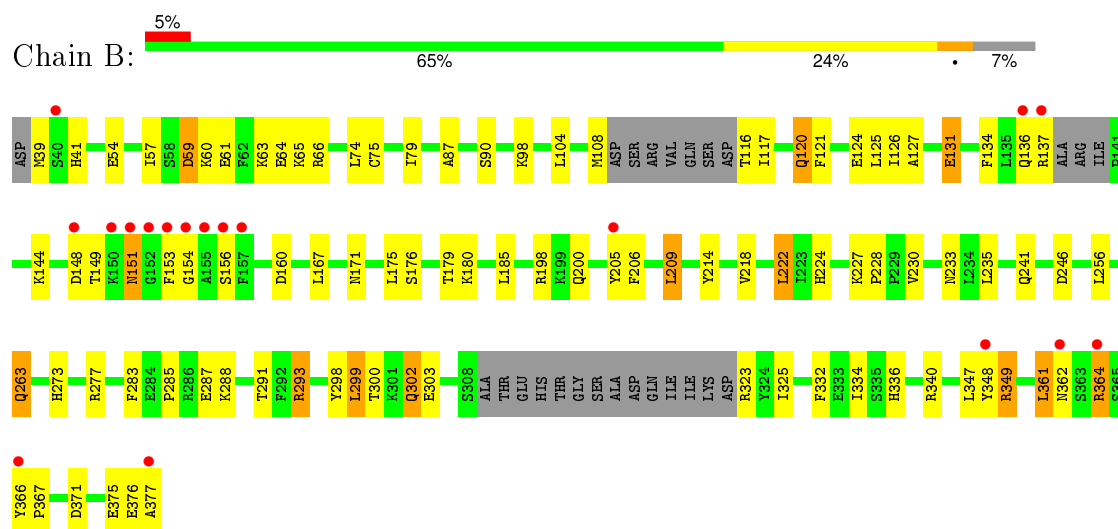 5%
Chain B:
65% 24% • 7%
ASP M39 S40 H41 E54 I57 S58 D59 K60 E61 F62 K63 E64 K65 R66 L74 C75 I79 A87 S90 K98 L104 M108 ASP SER ARG VAL GLN SER ASP T116 I117 Q120 F121 E124 L125 I126 A127 E131 F134 L135 Q136 R137 ALA ARG ILE
K144 D148 T149 K150 N151 G152 F153 G154 A155 S156 F157 D160 L167 N171 L175 S176 T179 K180 L185 R198 K199 Q200 Y205 F206 L209 Y214 V218 L222 I223 H224 K227 P228 P229 V230 N233 L234 L235 Q241 D246 L256
Q263 H273 R277 F283 E284 P285 R286 E287 K288 T291 F292 R293 Y298 L299 T300 K301 Q302 E303 S308 ALA THR GLU HIS THR GLY SER ALA ASP GLN ILE ILE LYS ASP R323 Y324 I325 F332 E333 I334 S335 H336 R340 L347 Y348 R349 L361 N362 S363 R364 S365
Y366 P367 D371 E375 E376 A377